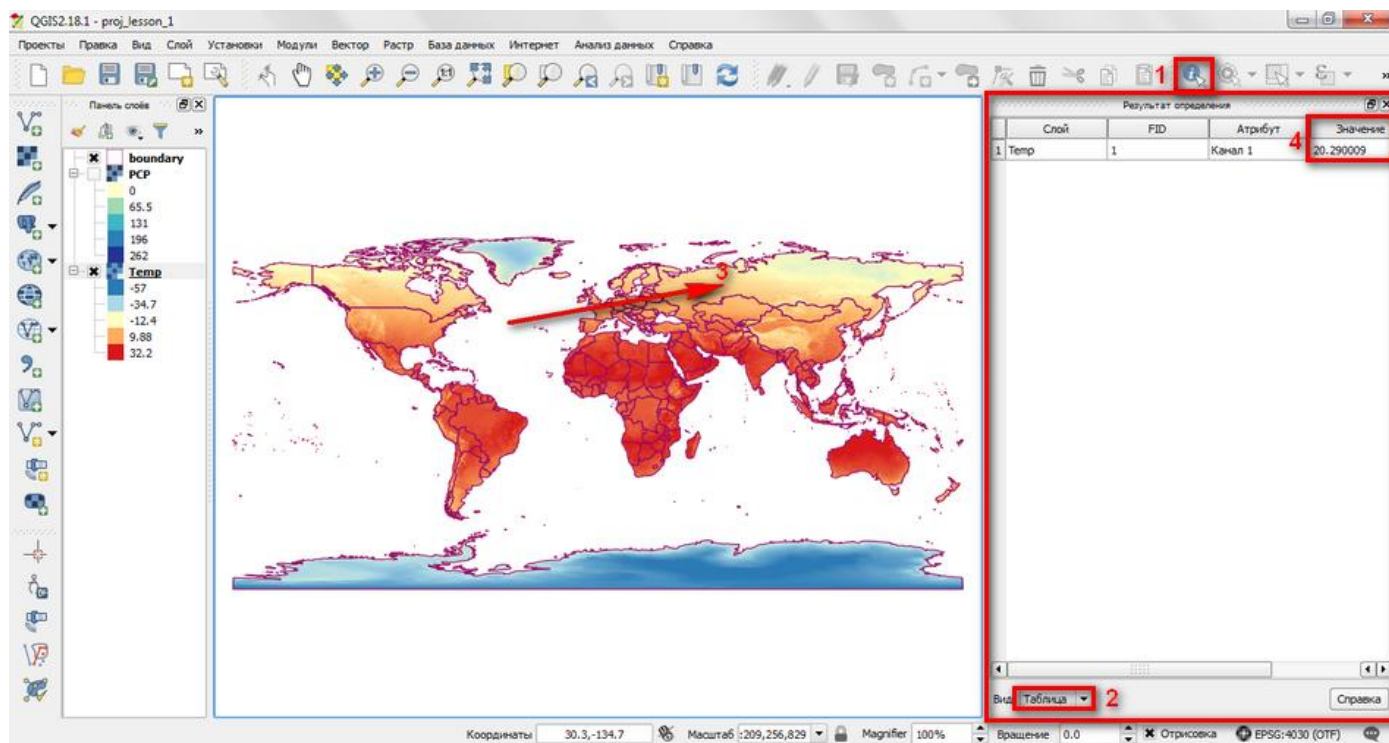 QGIS2.18.1 - proj_lesson_1
Проекты Правка Вид Слой Установки Модули Вектор Растр База данных Интернет Анализ данных Справка
1
Панель слоёв
boundary
PCP
0
65.5
131
196
262
Temp
-57
-34.7
-12.4
9.88
32.2
3
Результат определения
Слой FID Атрибут Значение
4
1 Temp 1 Канал 1 20.290009
Вид Таблица 2 Справка
Координаты 30.3,-134.7 Масштаб :209,256,829 Magnifier 100% Вращение 0.0 Отрисовка EPSG:4030 (OTF)